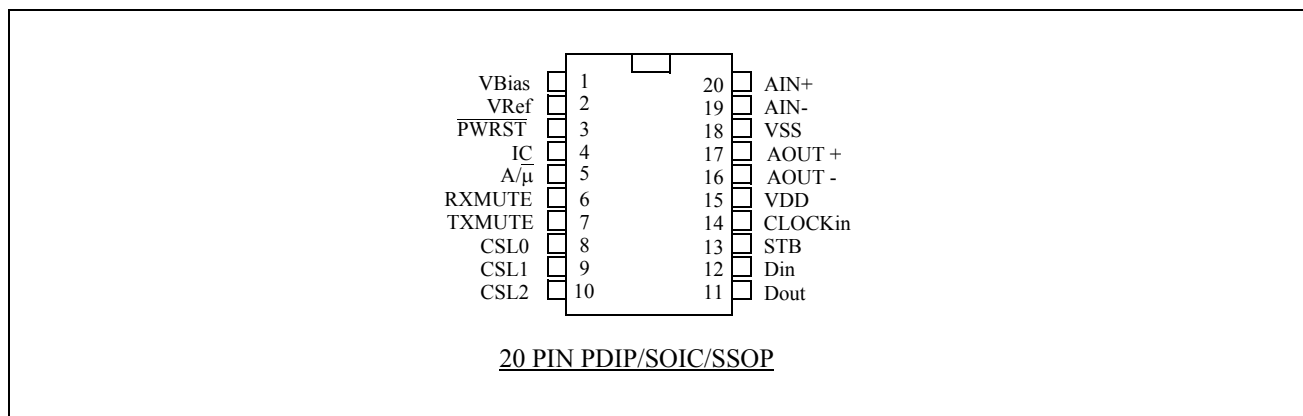 VBias 1 20 AIN+
VRef 2 19 AIN-
P̅W̅R̅S̅T̅ 3 18 VSS
IC 4 17 AOUT +
A/μ̅ 5 16 AOUT -
RXMUTE 6 15 VDD
TXMUTE 7 14 CLOCKin
CSL0 8 13 STB
CSL1 9 12 Din
CSL2 10 11 Dout
20 PIN PDIP/SOIC/SSOP